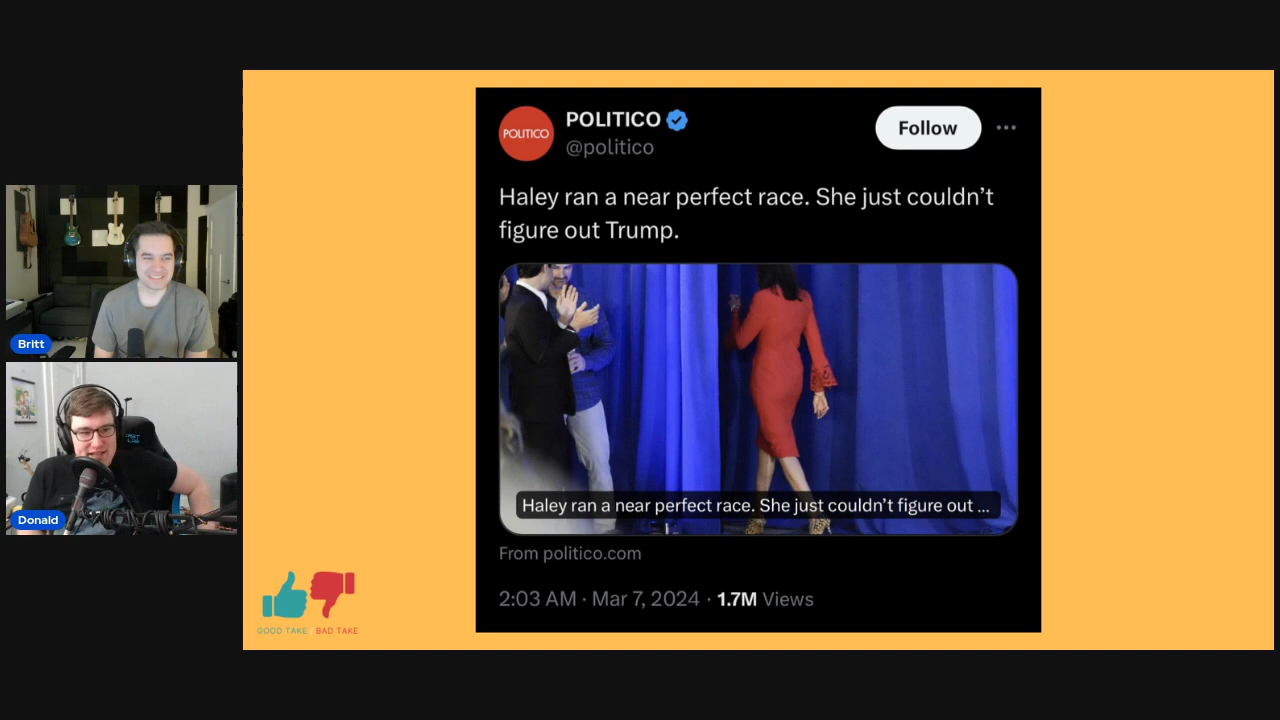 POLITICO
POLITICO
@politico
Follow
Haley ran a near perfect race. She just couldn’t
figure out Trump.
Haley ran a near perfect race. She just couldn’t figure out ...
From politico.com
2:03 AM · Mar 7, 2024 · 1.7M Views
Britt
Donald
GOOD TAKE / BAD TAKE